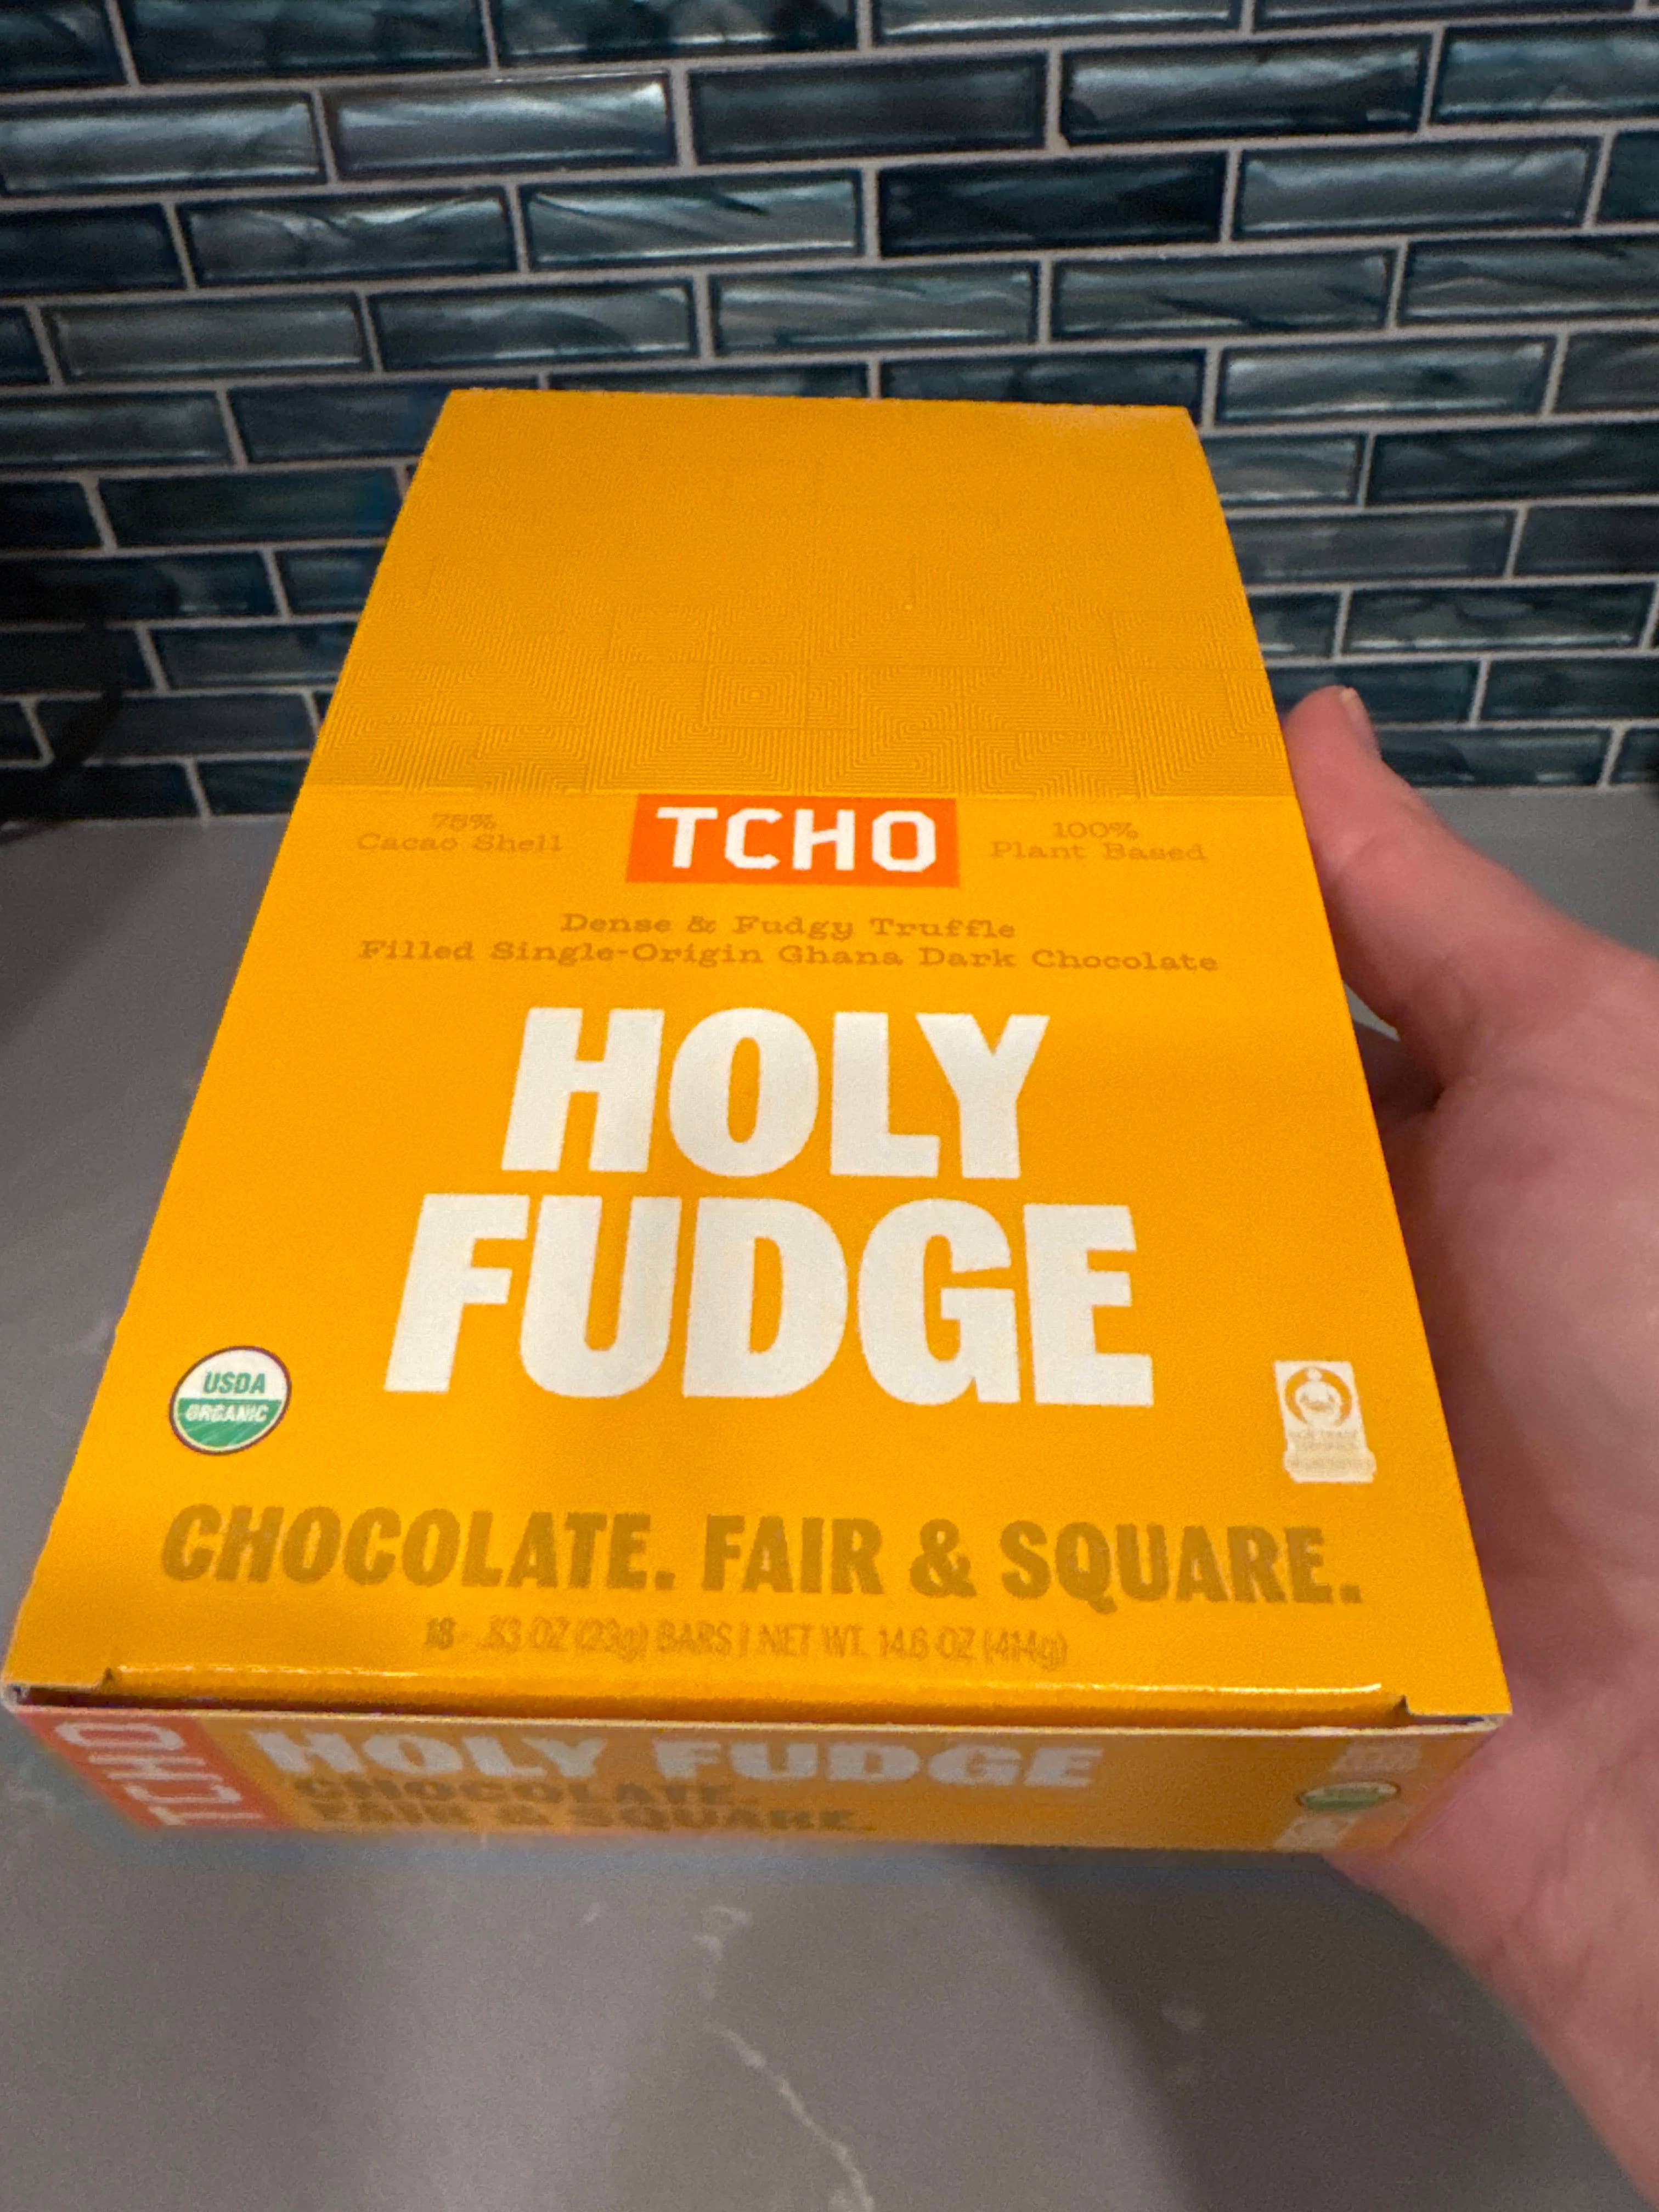 75%
Cacao Shell
TCHO
100%
Plant Based
Dense & Fudgy Truffle
Filled Single-Origin Ghana Dark Chocolate
HOLY
FUDGE
USDA
ORGANIC
CHOCOLATE. FAIR & SQUARE.
18 - .83 OZ (23g) BARS | NET WT. 14.6 OZ (414g)
TCHO
HOLY FUDGE
CHOCOLATE.
FAIR & SQUARE.